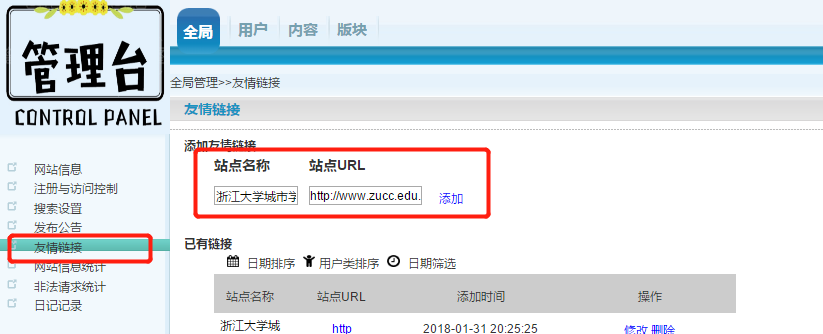 管理台
CONTROL PANEL
全局 用户 内容 版块
全局管理>>友情链接
友情链接
添加友情链接
站点名称 站点URL
浙江大学城市学 http://www.zucc.edu. 添加
网站信息
注册与访问控制
搜索设置
发布公告
友情链接
网站信息统计
非法请求统计
日记记录
已有链接
日期排序 用户类排序 日期筛选
站点名称 站点URL 添加时间 操作
浙江大学城 http 2018-01-31 20:25:25 修改 删除